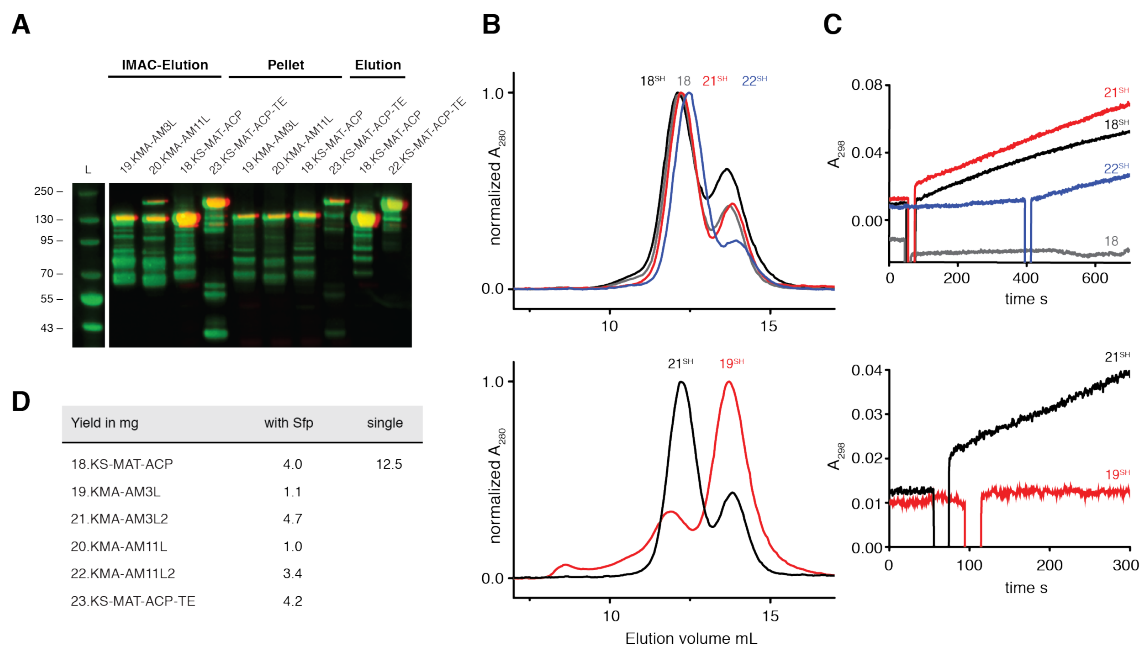 A
IMAC-Elution Pellet Elution
L
19.KMA-AM3L
20.KMA-AM11L
18.KS-MAT-ACP
23.KS-MAT-ACP-TE
19.KMA-AM3L
20.KMA-AM11L
18.KS-MAT-ACP
23.KS-MAT-ACP-TE
18.KS-MAT-ACP
22.KS-MAT-ACP-TE
250 –
130 –
95 –
70 –
55 –
43 –
B
18SH 18 21SH 22SH
normalized A280
1.0
0.0
10 15
21SH 19SH
normalized A280
1.0
0.0
10 15
Elution volume mL
C
A298
0.08
0.04
0.00
21SH
18SH
22SH
18
0 200 400 600
time s
A298
0.04
0.03
0.02
0.01
0.00
21SH
19SH
0 100 200 300
time s
D
Yield in mg with Sfp single
18.KS-MAT-ACP 4.0 12.5
19.KMA-AM3L 1.1
21.KMA-AM3L2 4.7
20.KMA-AM11L 1.0
22.KMA-AM11L2 3.4
23.KS-MAT-ACP-TE 4.2